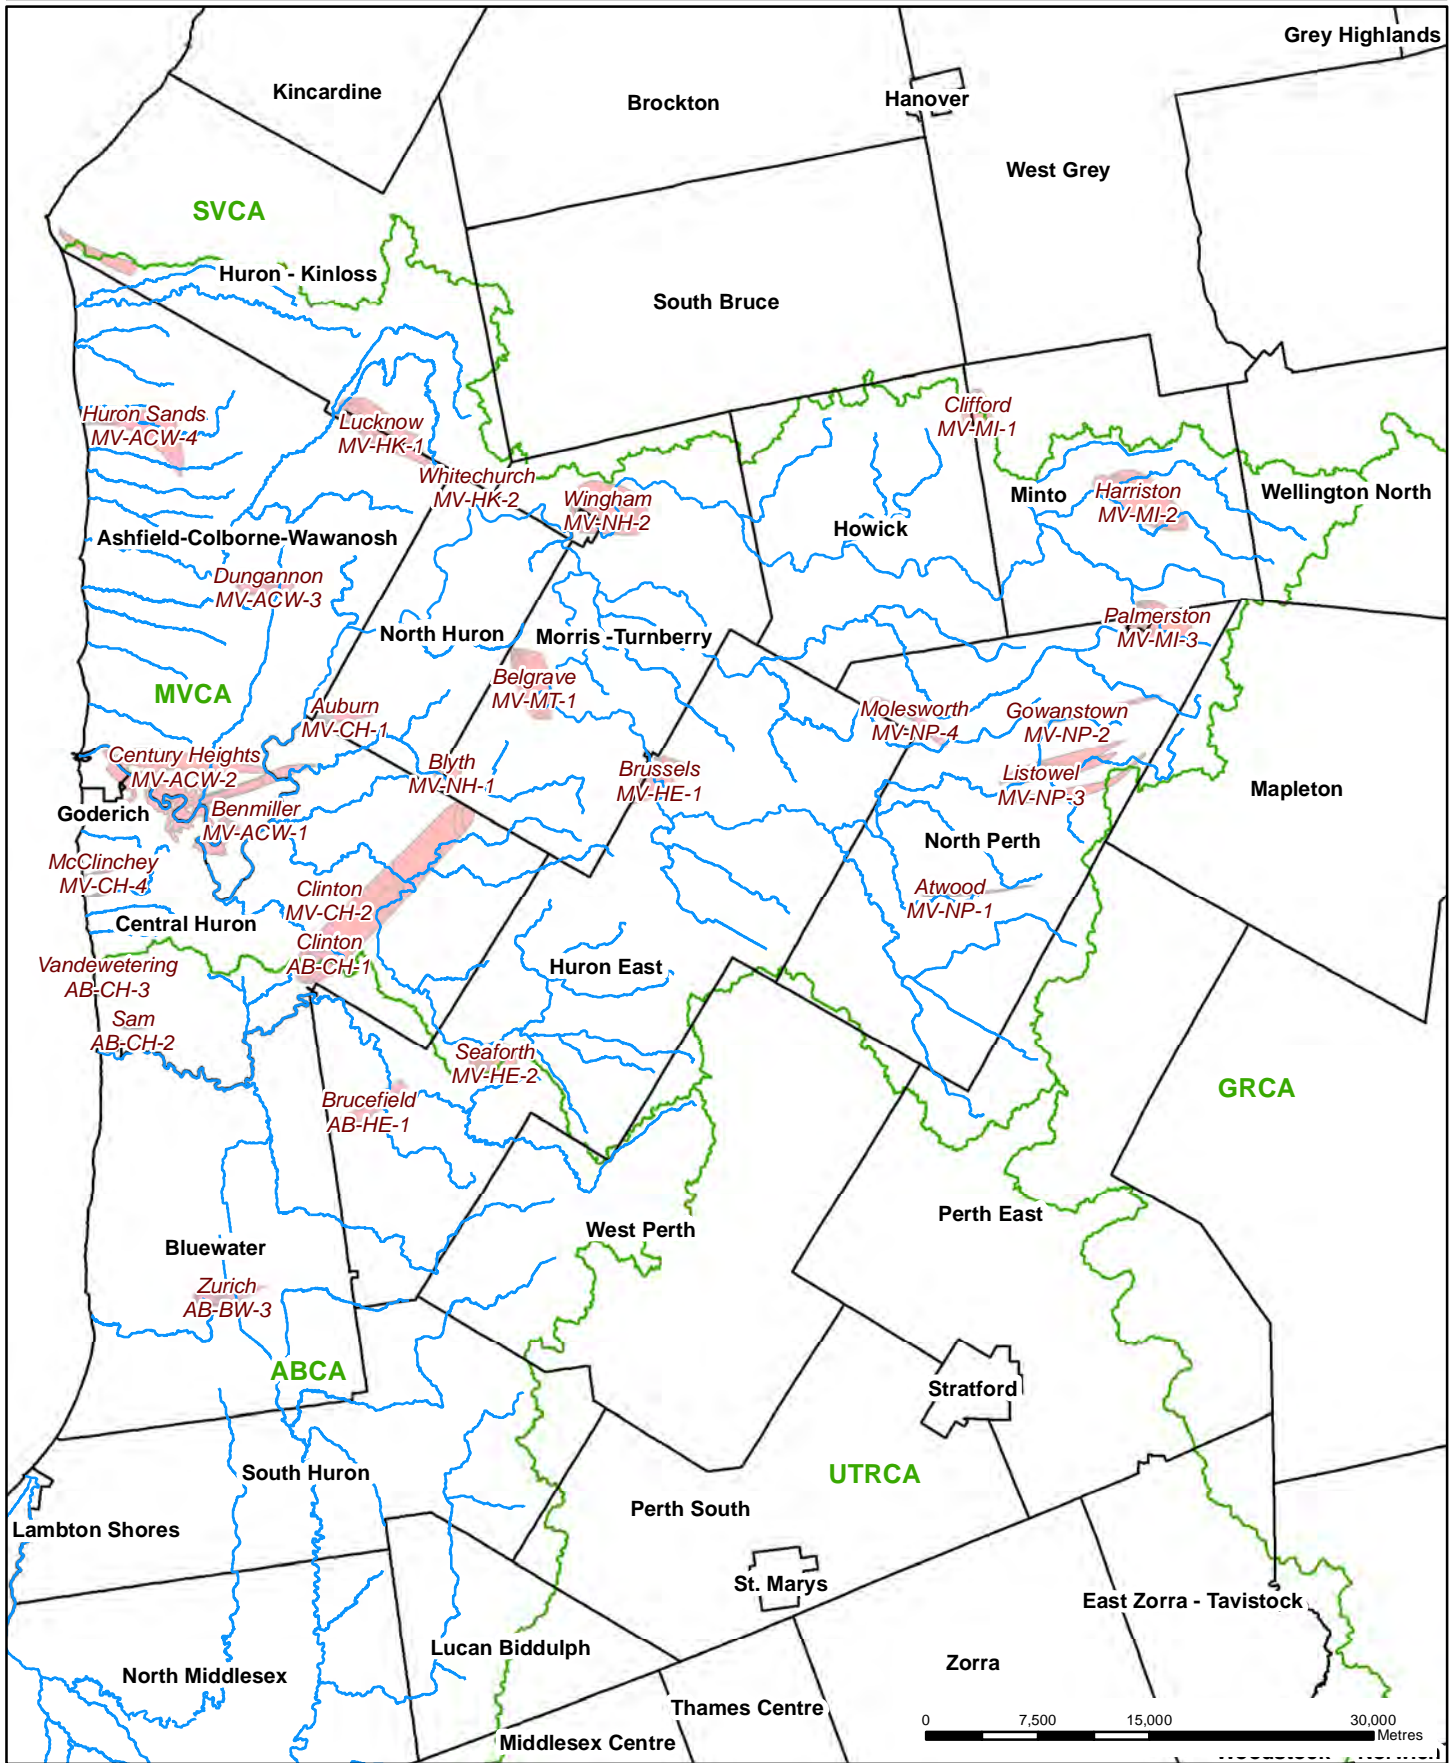 Grey Highlands
Kincardine
Brockton
Hanover
West Grey
SVCA
Huron - Kinloss
South Bruce
Huron Sands
MV-ACW-4
Lucknow
MV-HK-1
Clifford
MV-MI-1
Whitechurch
MV-HK-2
Wingham
MV-NH-2
Howick
Minto
Harriston
MV-MI-2
Wellington North
Ashfield-Colborne-Wawanosh
Dungannon
MV-ACW-3
North Huron
Morris -Turnberry
Palmerston
MV-MI-3
MVCA
Belgrave
MV-MT-1
Auburn
MV-CH-1
Molesworth
MV-NP-4
Gowanstown
MV-NP-2
Century Heights
MV-ACW-2
Blyth
MV-NH-1
Brussels
MV-HE-1
Listowel
MV-NP-3
Mapleton
Goderich
Benmiller
MV-ACW-1
North Perth
McClinchey
MV-CH-4
Clinton
MV-CH-2
Atwood
MV-NP-1
Central Huron
Clinton
AB-CH-1
Vandewetering
AB-CH-3
Huron East
Sam
AB-CH-2
Seaforth
MV-HE-2
Brucefield
AB-HE-1
GRCA
West Perth
Perth East
Bluewater
Zurich
AB-BW-3
ABCA
Stratford
South Huron
UTRCA
Perth South
Lambton Shores
St. Marys
East Zorra - Tavistock
Lucan Biddulph
North Middlesex
Zorra
Thames Centre
Middlesex Centre
0 7,500 15,000 30,000
Metres